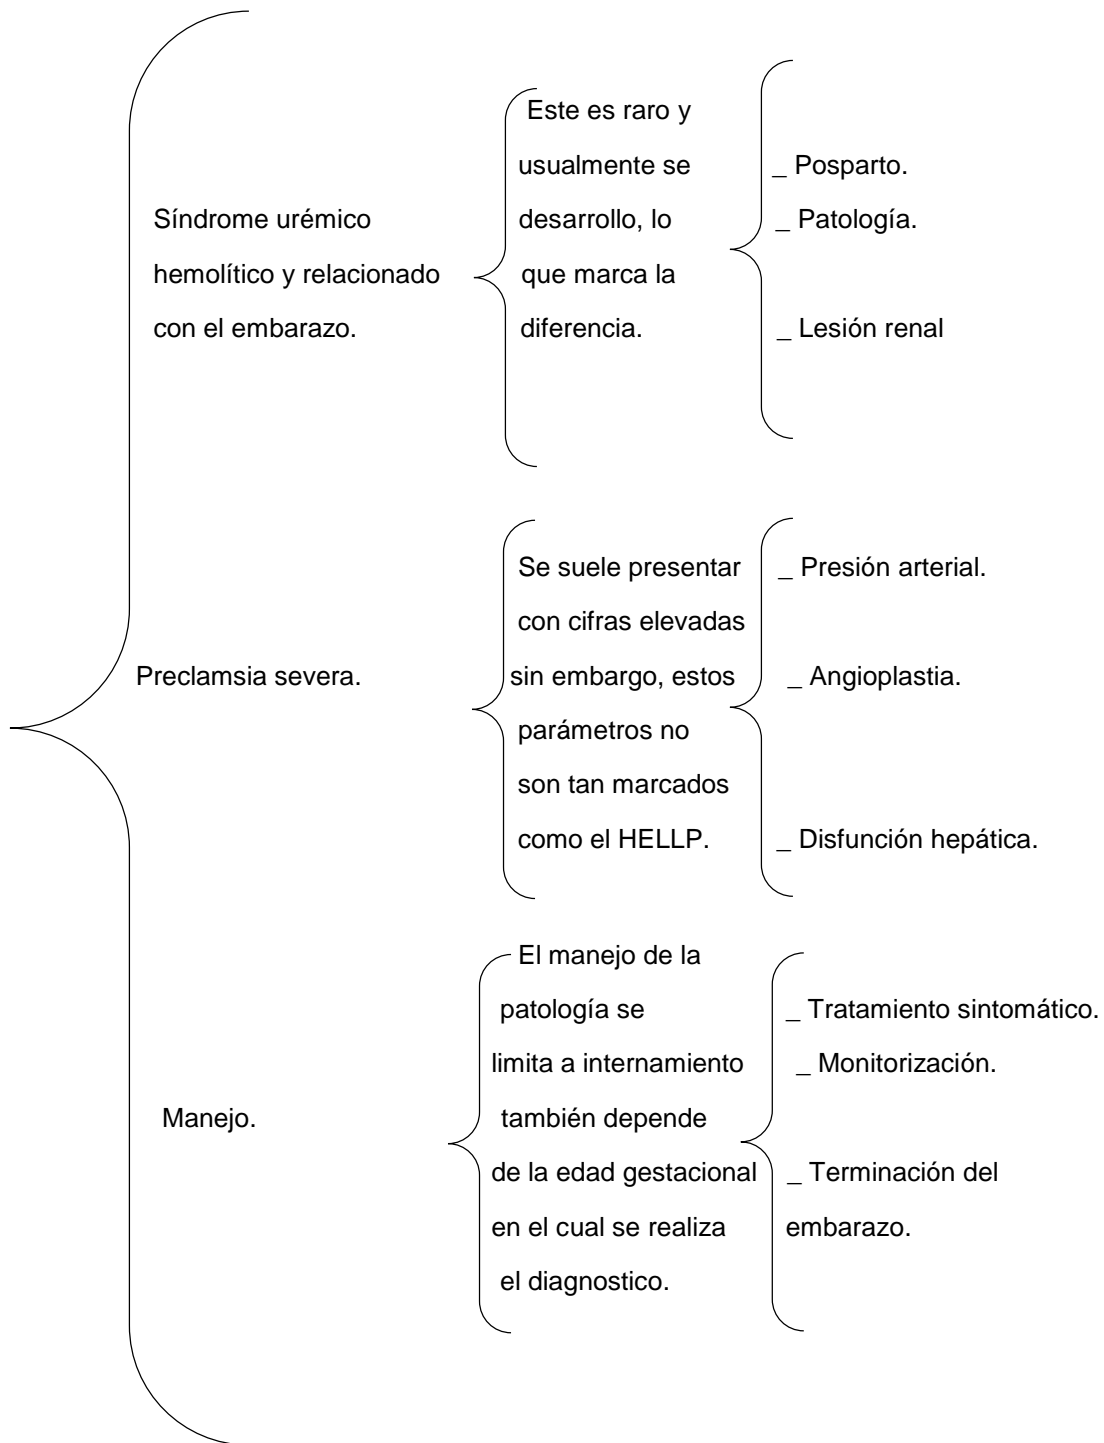 Síndrome urémico
hemolítico y relacionado
con el embarazo.
Este es raro y
usualmente se
desarrollo, lo
que marca la
diferencia.
_ Posparto.
_ Patología.
_ Lesión renal
Preclamsia severa.
Se suele presentar
con cifras elevadas
sin embargo, estos
parámetros no
son tan marcados
como el HELLP.
_ Presión arterial.
_ Angioplastia.
_ Disfunción hepática.
Manejo.
El manejo de la
patología se
limita a internamiento
también depende
de la edad gestacional
en el cual se realiza
el diagnostico.
_ Tratamiento sintomático.
_ Monitorización.
_ Terminación del
embarazo.